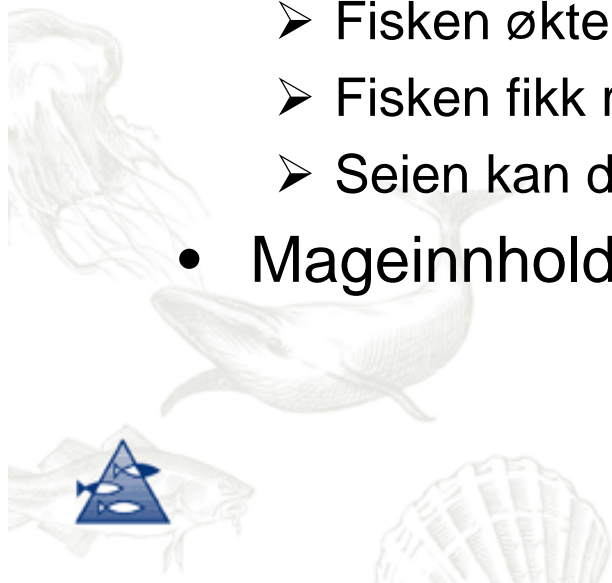 ➢ Fisken økte
➢ Fisken fikk
➢ Seien kan
• Mageinnhold